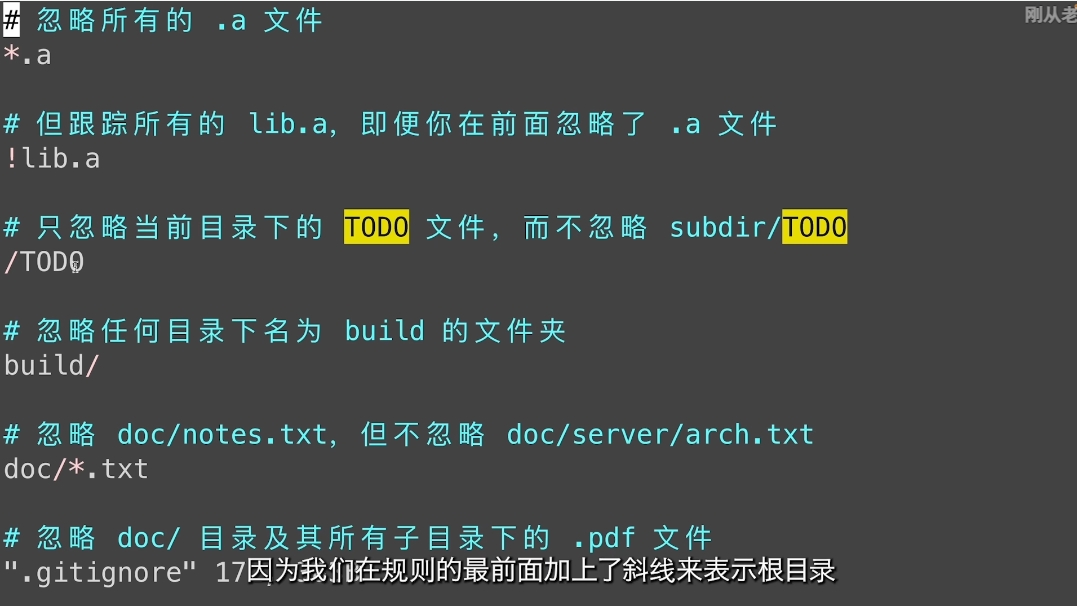 刚从老
# 忽略所有的 .a 文件
*.a
# 但跟踪所有的 lib.a, 即便你在前面忽略了 .a 文件
!lib.a
# 只忽略当前目录下的 TODO 文件, 而不忽略 subdir/TODO
/TODO
# 忽略任何目录下名为 build 的文件夹
build/
# 忽略 doc/notes.txt, 但不忽略 doc/server/arch.txt
doc/*.txt
# 忽略 doc/ 目录及其所有子目录下的 .pdf 文件
".gitignore" 17
因为我们在规则的最前面加上了斜线来表示根目录